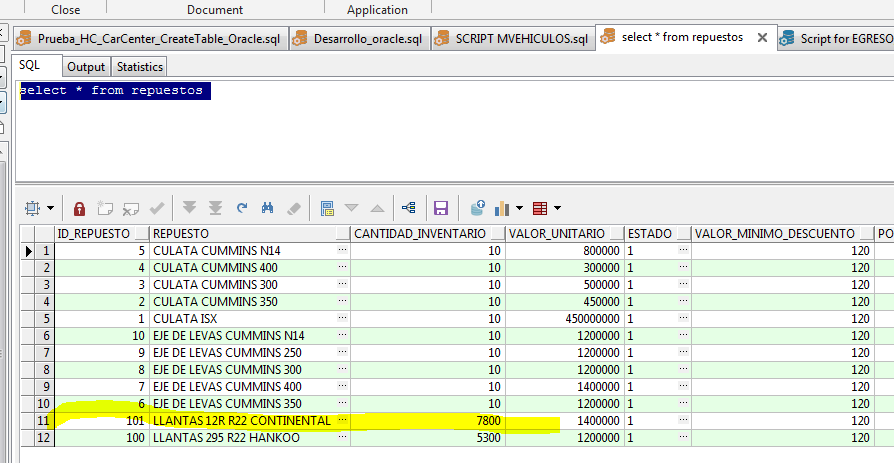 Close Document Application
Prueba_HC_CarCenter_CreateTable_Oracle.sql Desarrollo_oracle.sql SCRIPT MVEHICULOS.sql select * from repuestos Script for EGRESO
SQL Output Statistics
select * from repuestos
ID_REPUESTO REPUESTO CANTIDAD_INVENTARIO VALOR_UNITARIO ESTADO VALOR_MINIMO_DESCUENTO PO
1 5 CULATA CUMMINS N14 ... 10 800000 1 ... 120
2 4 CULATA CUMMINS 400 ... 10 300000 1 ... 120
3 3 CULATA CUMMINS 300 ... 10 500000 1 ... 120
4 2 CULATA CUMMINS 350 ... 10 450000 1 ... 120
5 1 CULATA ISX ... 10 450000000 1 ... 120
6 10 EJE DE LEVAS CUMMINS N14 ... 10 1200000 1 ... 120
7 9 EJE DE LEVAS CUMMINS 250 ... 10 1200000 1 ... 120
8 8 EJE DE LEVAS CUMMINS 300 ... 10 1200000 1 ... 120
9 7 EJE DE LEVAS CUMMINS 400 ... 10 1400000 1 ... 120
10 6 EJE DE LEVAS CUMMINS 350 ... 10 1200000 1 ... 120
11 101 LLANTAS 12R R22 CONTINENTAL ... 7800 1400000 1 ... 120
12 100 LLANTAS 295 R22 HANKOO ... 5300 1200000 1 ... 120